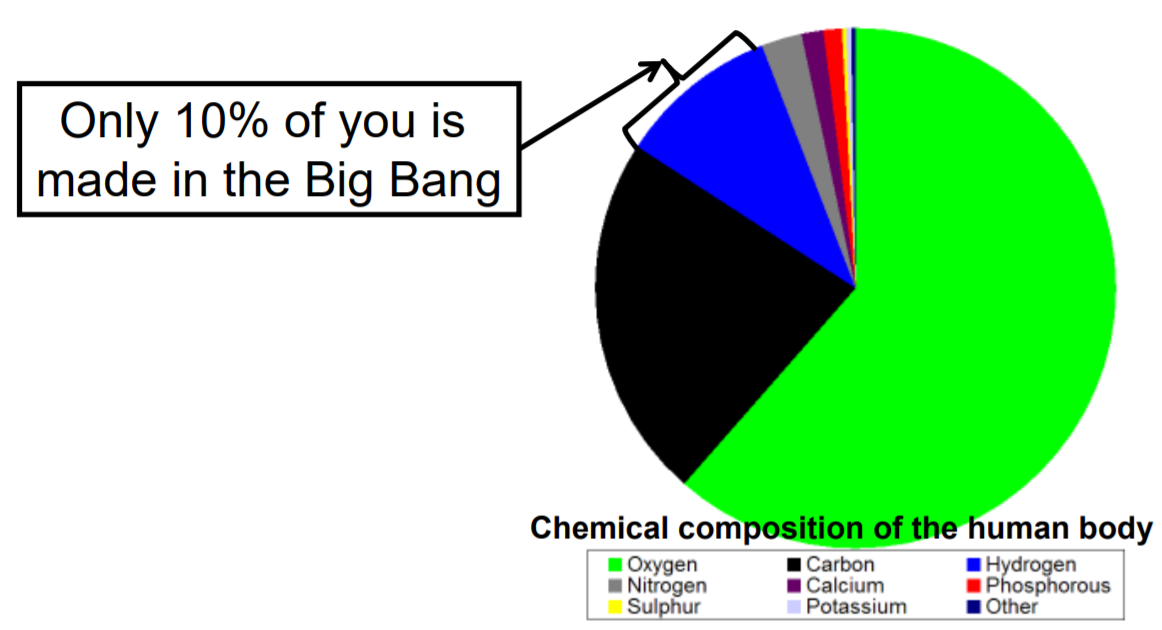 Only 10% of you is
made in the Big Bang
Chemical composition of the human body
Oxygen Carbon Hydrogen
Nitrogen Calcium Phosphorous
Sulphur Potassium Other